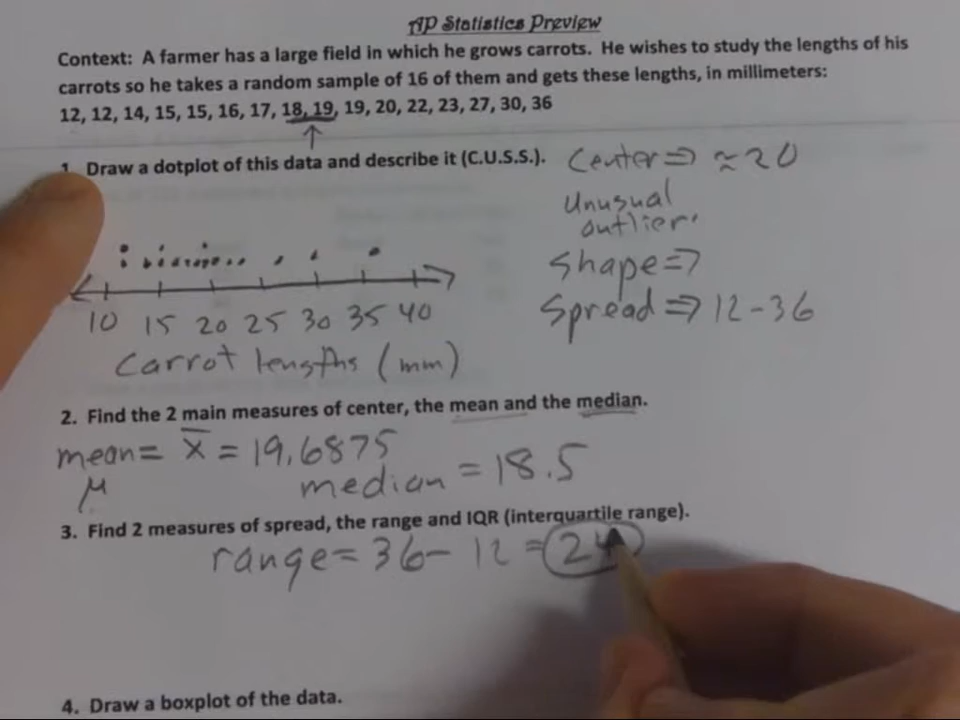 AP Statistics Preview
Context: A farmer has a large field in which he grows carrots. He wishes to study the lengths of his
carrots so he takes a random sample of 16 of them and gets these lengths, in millimeters:
12, 12, 14, 15, 15, 16, 17, 18, 19, 19, 20, 22, 23, 27, 30, 36
1. Draw a dotplot of this data and describe it (C.U.S.S.).
Center ⇒ ≈ 20
Unusual
outlier.
Shape ⇒
Spread ⇒ 12-36
10 15 20 25 30 35 40
Carrot lengths (mm)
2. Find the 2 main measures of center, the mean and the median.
mean = x̅ = 19.6875
μ
median = 18.5
3. Find 2 measures of spread, the range and IQR (interquartile range).
range = 36 - 12 = 24
4. Draw a boxplot of the data.